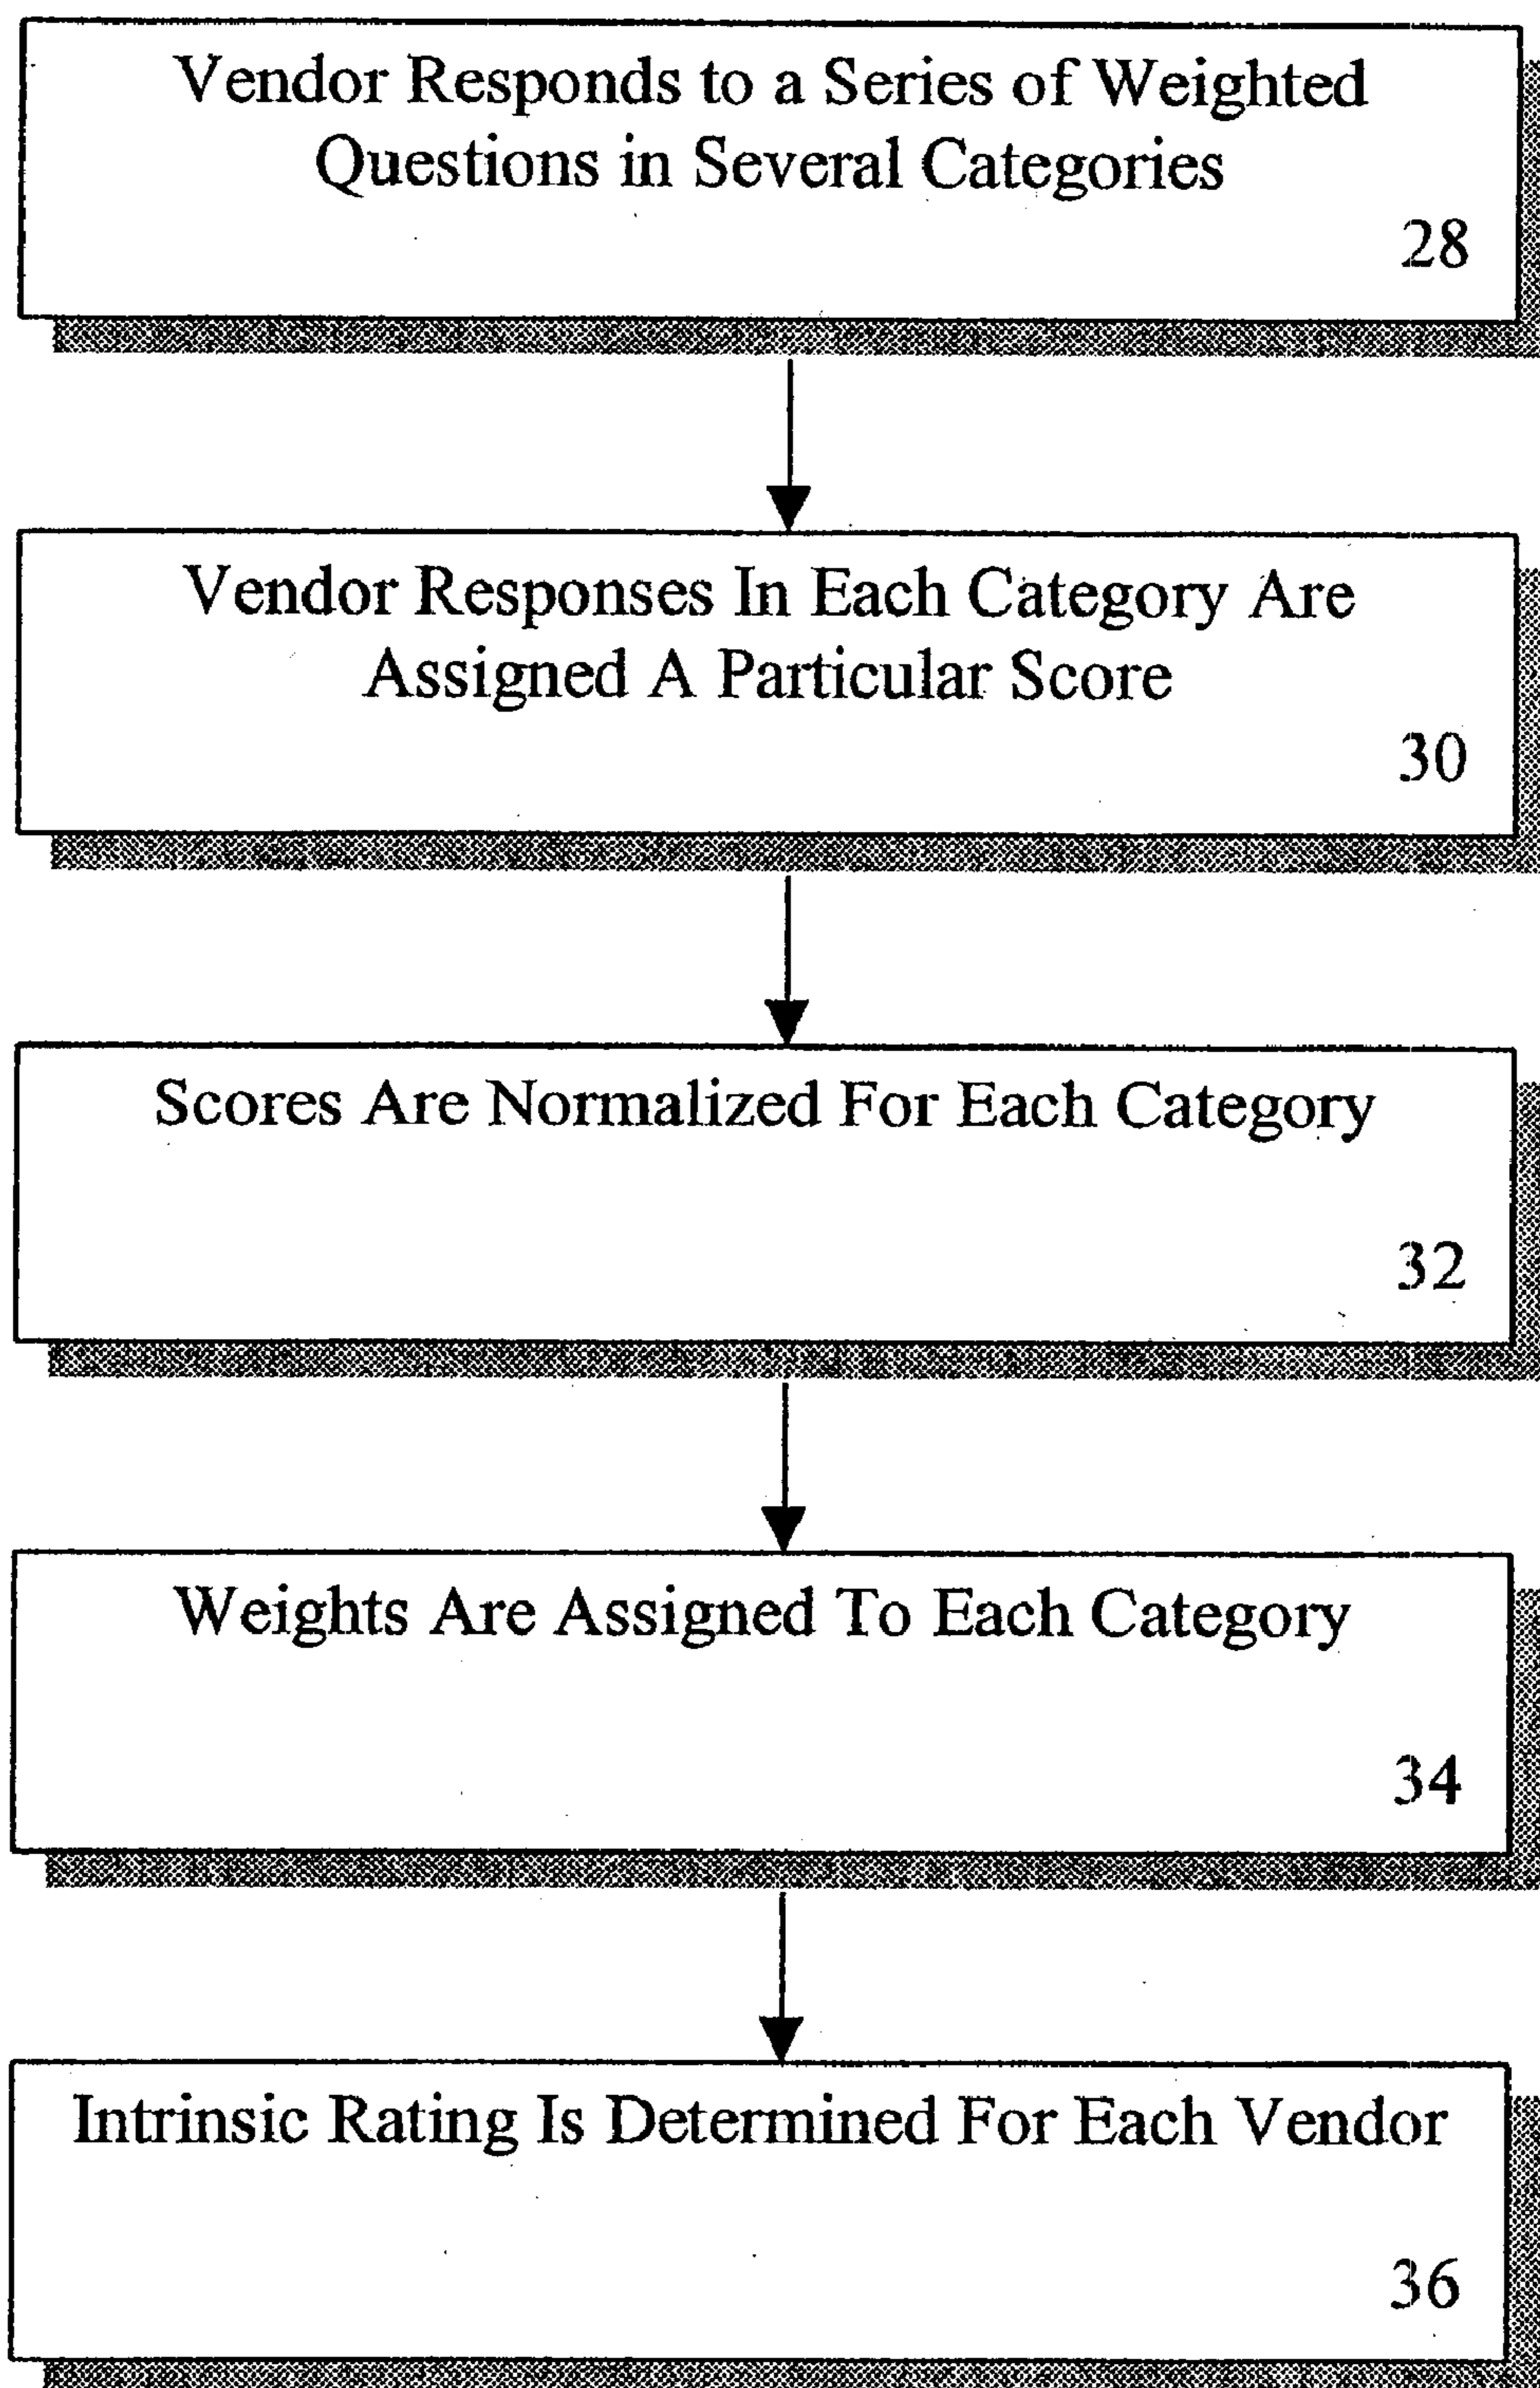 Vendor Responds to a Series of Weighted
Questions in Several Categories
28
Vendor Responses In Each Category Are
Assigned A Particular Score
30
Scores Are Normalized For Each Category
32
Weights Are Assigned To Each Category
34
Intrinsic Rating Is Determined For Each Vendor
36